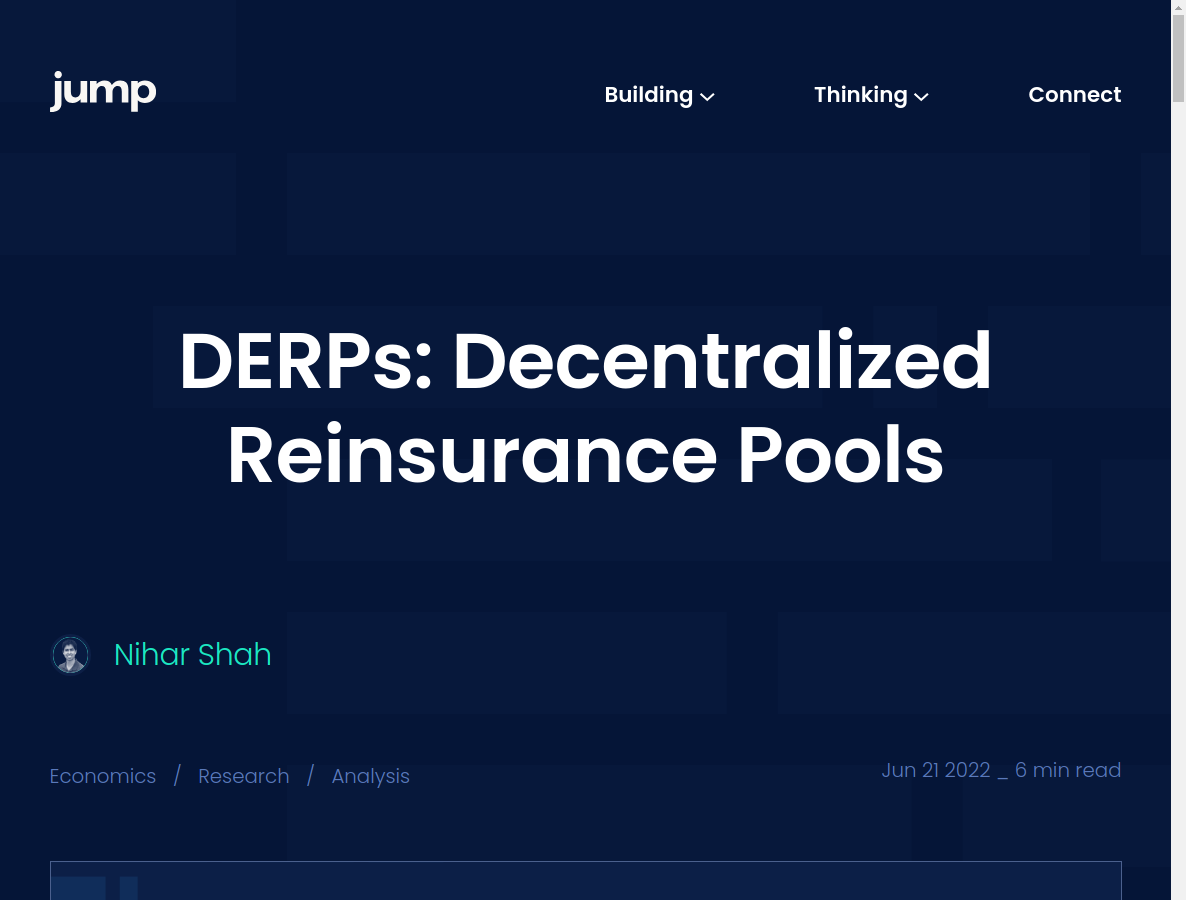 jump
Building
Thinking
Connect
DERPs: Decentralized
Reinsurance Pools
Nihar Shah
Economics / Research / Analysis
Jun 21 2022 _ 6 min read